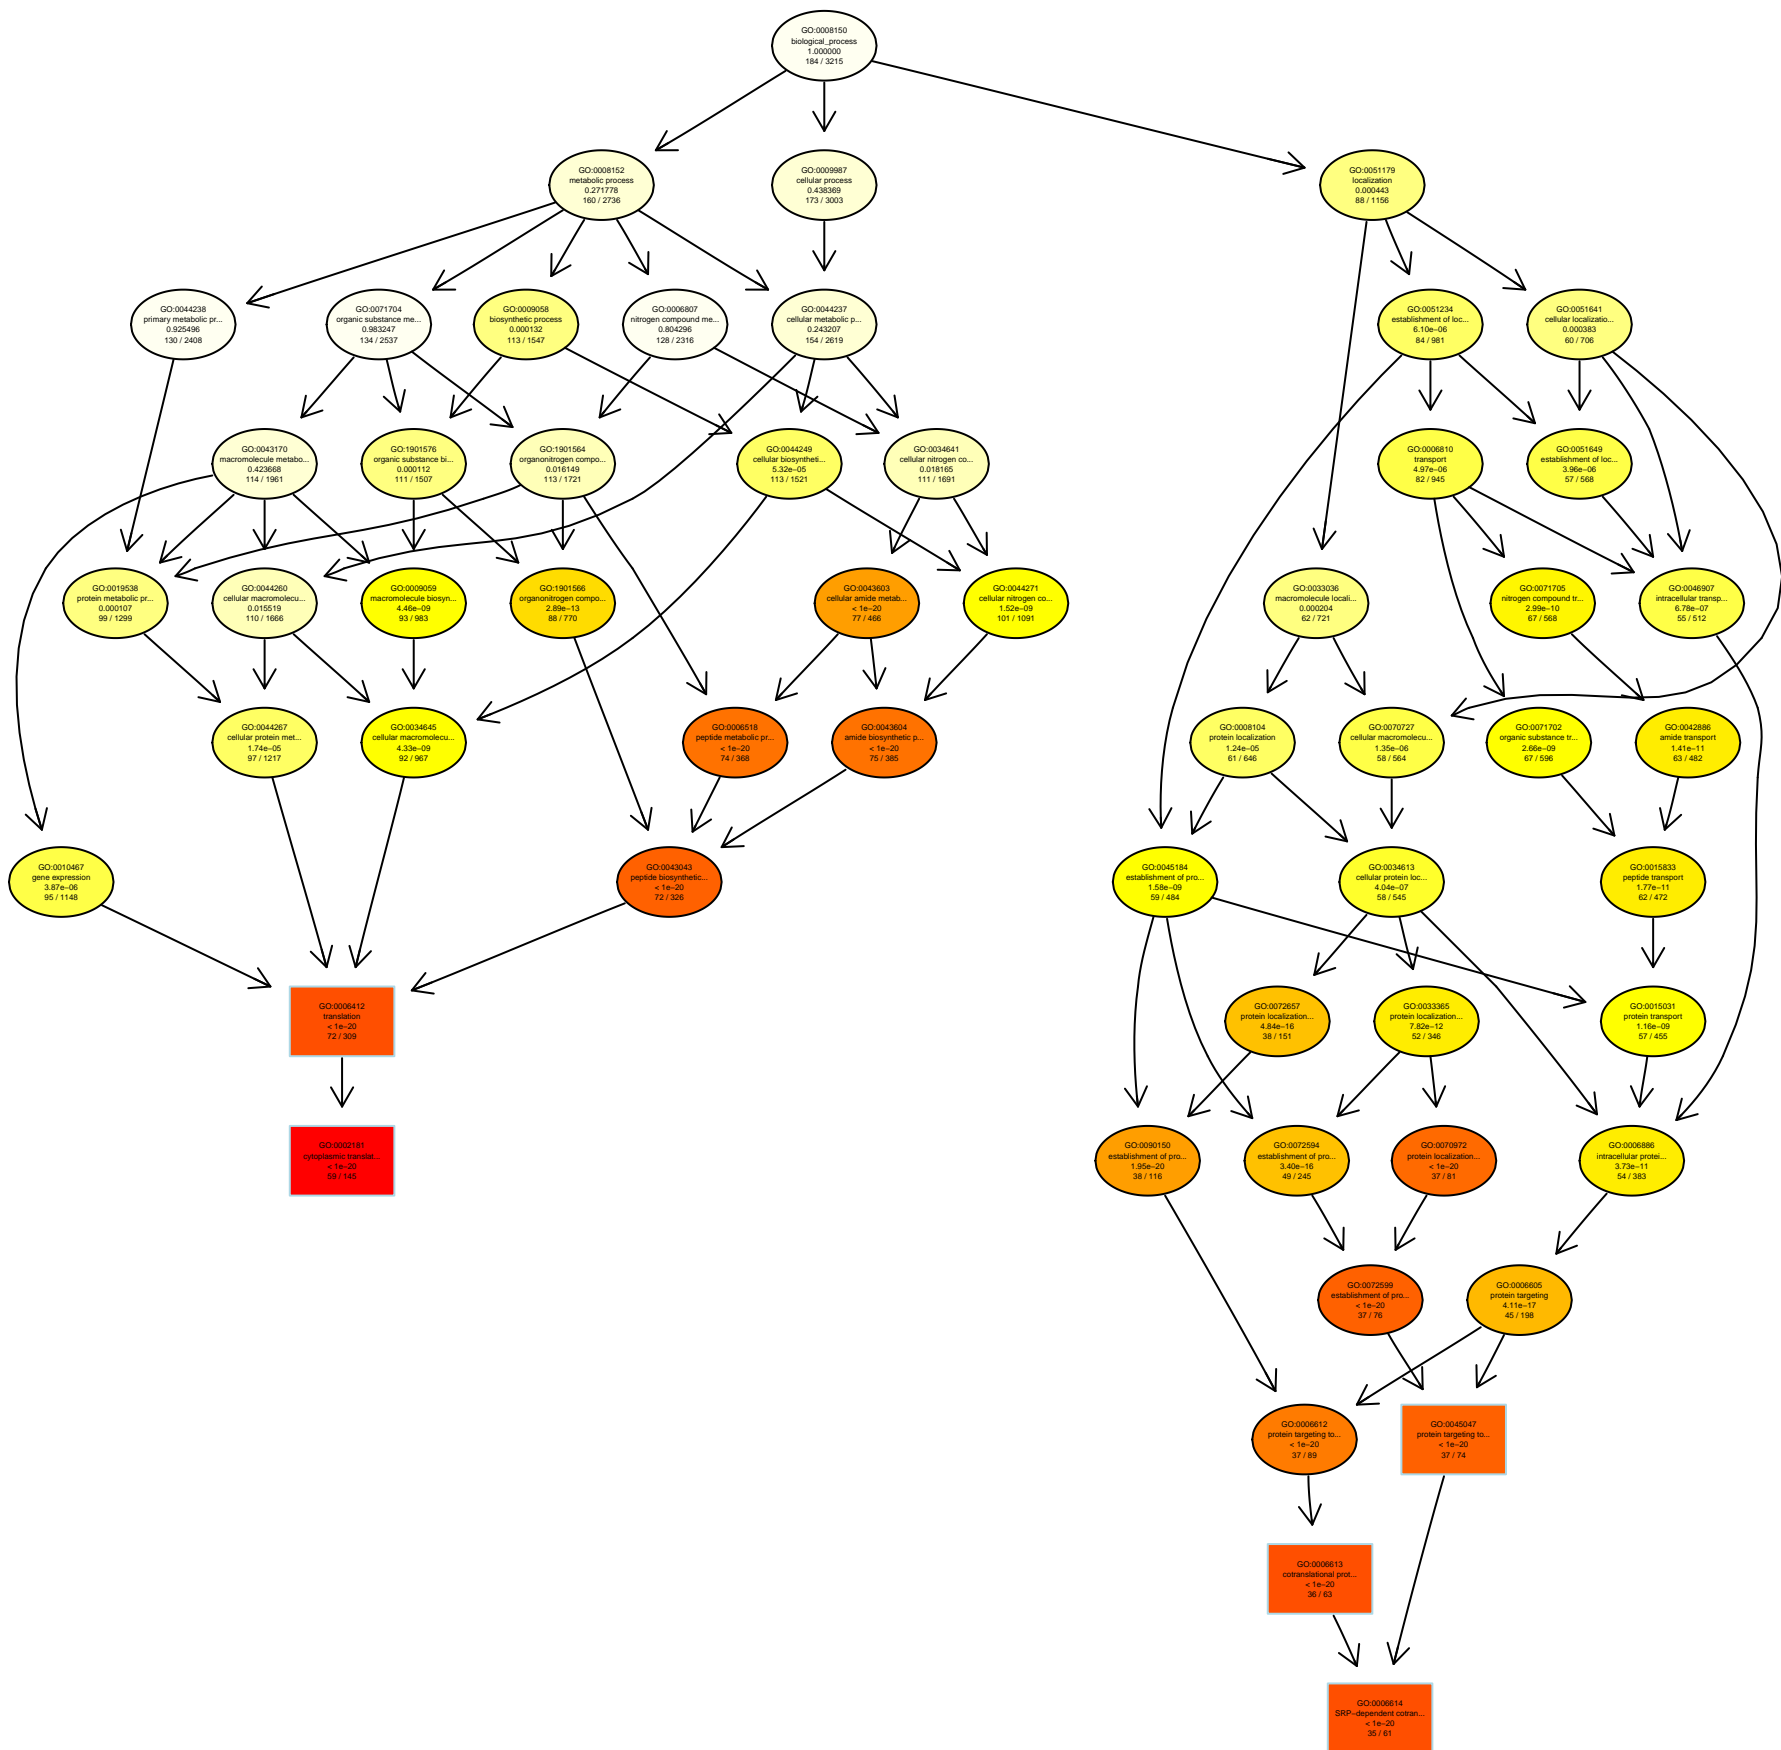 GO:0008150
biological_process
1.000000
184 / 3215
GO:0008152
metabolic process
0.271778
160 / 2736
GO:0009987
cellular process
0.438369
173 / 3003
GO:0051179
localization
0.000443
88 / 1156
GO:0044238
primary metabolic pr...
0.925496
130 / 2408
GO:0071704
organic substance me...
0.983247
134 / 2537
GO:0009058
biosynthetic process
0.000132
113 / 1547
GO:0006807
nitrogen compound me...
0.804296
128 / 2316
GO:0044237
cellular metabolic p...
0.243207
154 / 2619
GO:0051234
establishment of loc...
6.10e−06
84 / 981
GO:0051641
cellular localizatio...
0.000383
60 / 706
GO:0043170
macromolecule metabo...
0.423668
114 / 1961
GO:1901576
organic substance bi...
0.000112
111 / 1507
GO:1901564
organonitrogen compo...
0.016149
113 / 1721
GO:0044249
cellular biosyntheti...
5.32e−05
113 / 1521
GO:0034641
cellular nitrogen co...
0.018165
111 / 1691
GO:0006810
transport
4.97e−06
82 / 945
GO:0051649
establishment of loc...
3.96e−06
57 / 568
GO:0019538
protein metabolic pr...
0.000107
99 / 1299
GO:0044260
cellular macromolecu...
0.015519
110 / 1666
GO:0009059
macromolecule biosyn...
4.46e−09
93 / 983
GO:1901566
organonitrogen compo...
2.89e−13
88 / 770
GO:0043603
cellular amide metab...
< 1e−20
77 / 466
GO:0044271
cellular nitrogen co...
1.52e−09
101 / 1091
GO:0033036
macromolecule locali...
0.000204
62 / 721
GO:0071705
nitrogen compound tr...
2.99e−10
67 / 568
GO:0046907
intracellular transp...
6.78e−07
55 / 512
GO:0044267
cellular protein met...
1.74e−05
97 / 1217
GO:0034645
cellular macromolecu...
4.33e−09
92 / 967
GO:0006518
peptide metabolic pr...
< 1e−20
74 / 368
GO:0043604
amide biosynthetic p...
< 1e−20
75 / 385
GO:0008104
protein localization
1.24e−05
61 / 646
GO:0070727
cellular macromolecu...
1.35e−06
58 / 564
GO:0071702
organic substance tr...
2.66e−09
67 / 596
GO:0042886
amide transport
1.41e−11
63 / 482
GO:0010467
gene expression
3.87e−06
95 / 1148
GO:0043043
peptide biosynthetic...
< 1e−20
72 / 326
GO:0045184
establishment of pro...
1.58e−09
59 / 484
GO:0034613
cellular protein loc...
4.04e−07
58 / 545
GO:0015833
peptide transport
1.77e−11
62 / 472
GO:0006412
translation
< 1e−20
72 / 309
GO:0072657
protein localization...
4.84e−16
38 / 151
GO:0033365
protein localization...
7.82e−12
52 / 346
GO:0015031
protein transport
1.16e−09
57 / 455
GO:0002181
cytoplasmic translat...
< 1e−20
59 / 145
GO:0090150
establishment of pro...
1.95e−20
38 / 116
GO:0072594
establishment of pro...
3.40e−16
49 / 245
GO:0070972
protein localization...
< 1e−20
37 / 81
GO:0006886
intracellular protei...
3.73e−11
54 / 383
GO:0072599
establishment of pro...
< 1e−20
37 / 76
GO:0006605
protein targeting
4.11e−17
45 / 198
GO:0006612
protein targeting to...
< 1e−20
37 / 89
GO:0045047
protein targeting to...
< 1e−20
37 / 74
GO:0006613
cotranslational prot...
< 1e−20
36 / 63
GO:0006614
SRP−dependent cotran...
< 1e−20
35 / 61